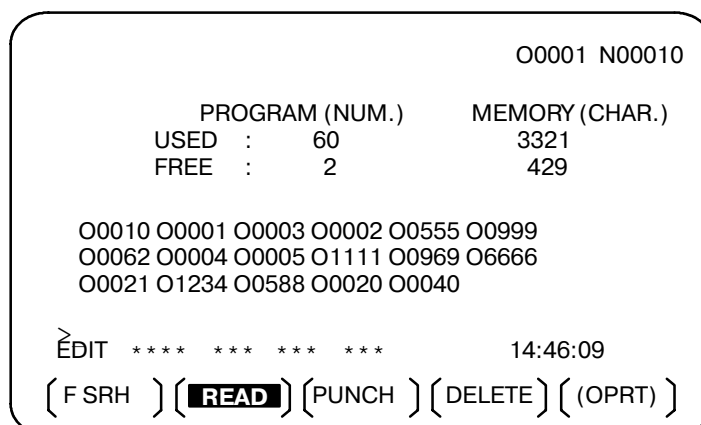 O0001 N00010
PROGRAM (NUM.) MEMORY (CHAR.)
USED : 60 3321
FREE : 2 429
O0010 O0001 O0003 O0002 O0555 O0999
O0062 O0004 O0005 O1111 O0969 O6666
O0021 O1234 O0588 O0020 O0040
>
EDIT **** *** *** *** 14:46:09
[ F SRH ] [ READ ] [ PUNCH ] [ DELETE ] [ (OPRT) ]